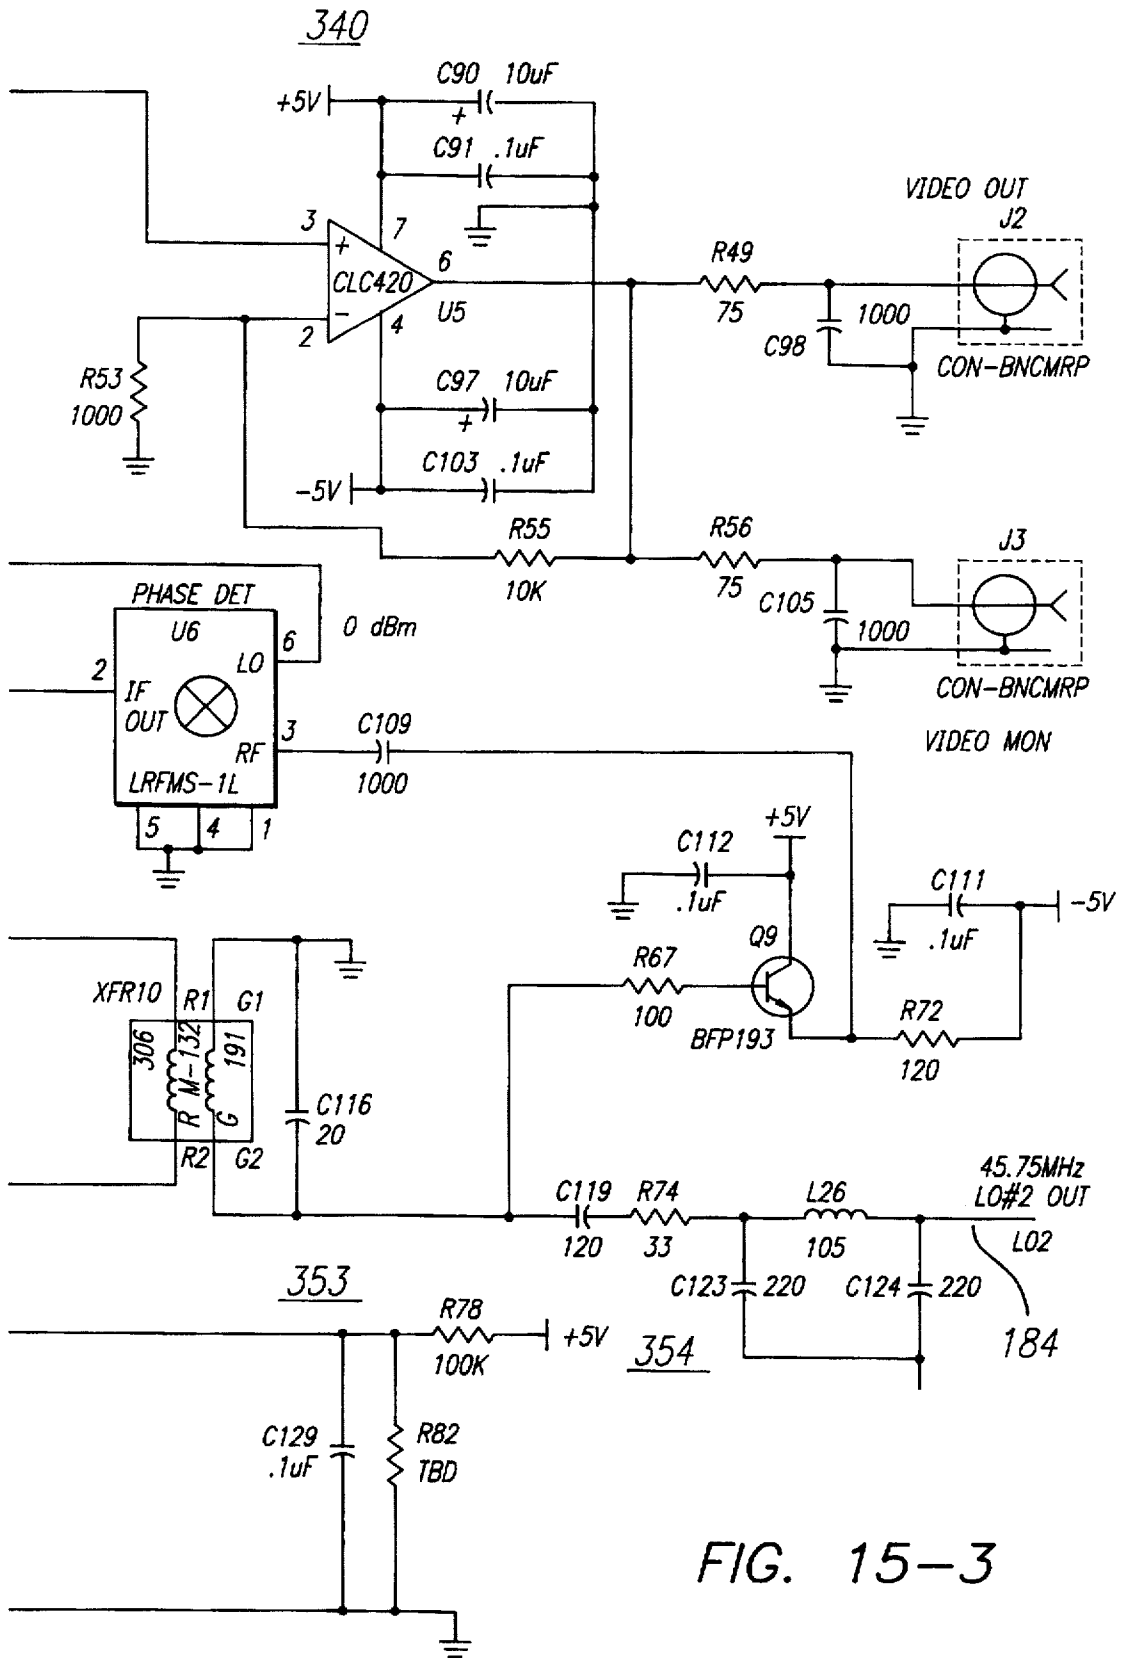 340
C90 10uF
+5V
+
C91 .1uF
VIDEO OUT
J2
3
7
+
6
R49
CLC420
U5
75
1000
-
2
4
C98
CON-BNCMRP
R53
1000
C97 10uF
+
C103 .1uF
-5V
R55
10K
R56
75
J3
C105
1000
CON-BNCMRP
VIDEO MON
PHASE DET
U6
6
0 dBm
LO
2
IF
OUT
3
RF
C109
1000
LRFMS-1L
5
4
1
+5V
C112
.1uF
C111
.1uF
-5V
Q9
R67
100
BFP193
R72
120
XFR10
R1
G1
306
M-132
191
R
G
R2
G2
C116
20
45.75MHz
LO#2 OUT
LO2
C119
120
R74
33
L26
105
C123 220
C124 220
184
353
R78
100K
+5V
354
C129
.1uF
R82
TBD
FIG. 15-3